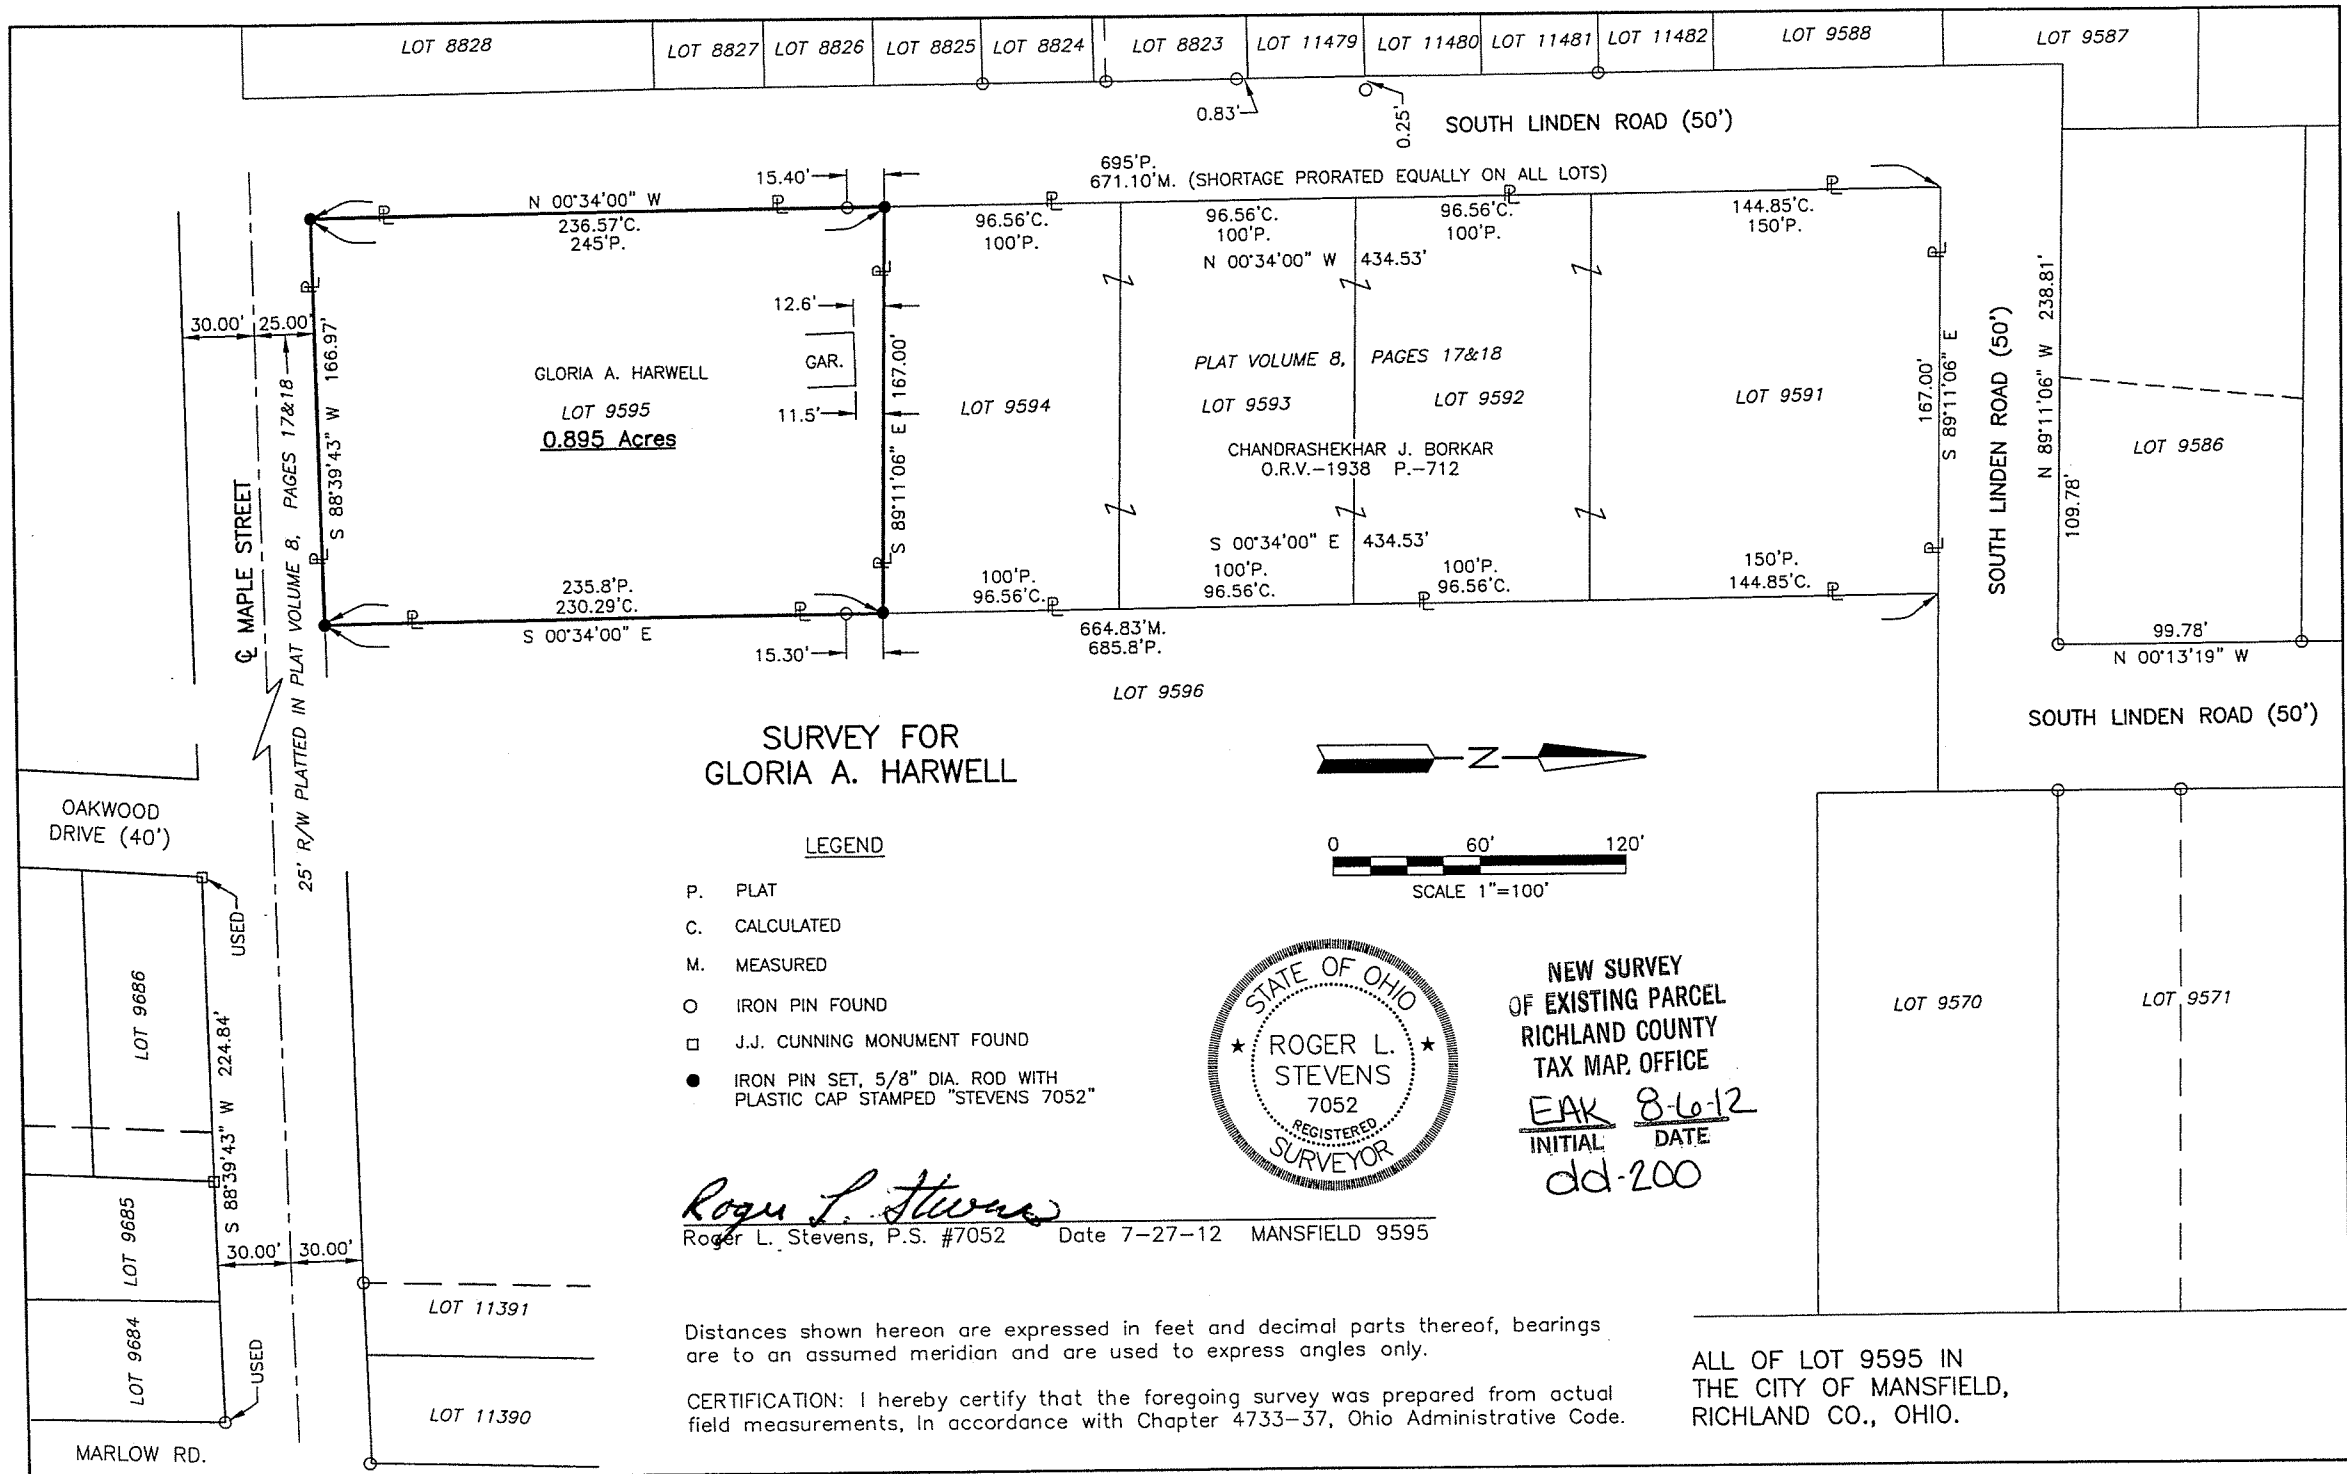 LOT 8828
LOT 8827
LOT 8826
LOT 8825
LOT 8824
LOT 8823
LOT 11479
LOT 11480
LOT 11481
LOT 11482
LOT 9588
LOT 9587
0.83'
0.25'
SOUTH LINDEN ROAD (50')
695'P.
671.10'M. (SHORTAGE PRORATED EQUALLY ON ALL LOTS)
15.40'
N 00°34'00" W
236.57'C.
245'P.
96.56'C.
100'P.
96.56'C.
100'P.
96.56'C.
100'P.
144.85'C.
150'P.
N 00°34'00" W 434.53'
30.00'
25.00'
S 88°39'43" W 166.97'
12.6'
GAR.
11.5'
GLORIA A. HARWELL
LOT 9595
0.895 Acres
S 89°11'06" E 167.00'
PLAT VOLUME 8, PAGES 17&18
LOT 9594
LOT 9593
LOT 9592
LOT 9591
CHANDRASHEKHAR J. BORKAR
O.R.V.-1938 P.-712
167.00'
S 89°11'06" E
SOUTH LINDEN ROAD (50')
N 89°11'06" W 238.81'
109.78'
LOT 9586
S 00°34'00" E 434.53'
100'P.
96.56'C.
100'P.
96.56'C.
100'P.
96.56'C.
150'P.
144.85'C.
235.8'P.
230.29'C.
S 00°34'00" E
15.30'
664.83'M.
685.8'P.
99.78'
N 00°13'19" W
LOT 9596
SOUTH LINDEN ROAD (50')
℄ MAPLE STREET
25' R/W PLATTED IN PLAT VOLUME 8, PAGES 17&18
SURVEY FOR
GLORIA A. HARWELL
N
OAKWOOD
DRIVE (40')
0 60' 120'
SCALE 1"=100'
LEGEND
P. PLAT
C. CALCULATED
M. MEASURED
IRON PIN FOUND
J.J. CUNNING MONUMENT FOUND
IRON PIN SET, 5/8" DIA. ROD WITH
PLASTIC CAP STAMPED "STEVENS 7052"
USED
LOT 9686
S 88°39'43" W 224.84'
LOT 9685
30.00'
30.00'
LOT 9684
USED
MARLOW RD.
LOT 11391
LOT 11390
STATE OF OHIO
ROGER L.
STEVENS
7052
REGISTERED
SURVEYOR
NEW SURVEY
OF EXISTING PARCEL
RICHLAND COUNTY
TAX MAP OFFICE
EAK 8-6-12
INITIAL DATE
dd-200
LOT 9570
LOT 9571
Roger L. Stevens
Roger L. Stevens, P.S. #7052 Date 7-27-12 MANSFIELD 9595
Distances shown hereon are expressed in feet and decimal parts thereof, bearings
are to an assumed meridian and are used to express angles only.
CERTIFICATION: I hereby certify that the foregoing survey was prepared from actual
field measurements, In accordance with Chapter 4733-37, Ohio Administrative Code.
ALL OF LOT 9595 IN
THE CITY OF MANSFIELD,
RICHLAND CO., OHIO.